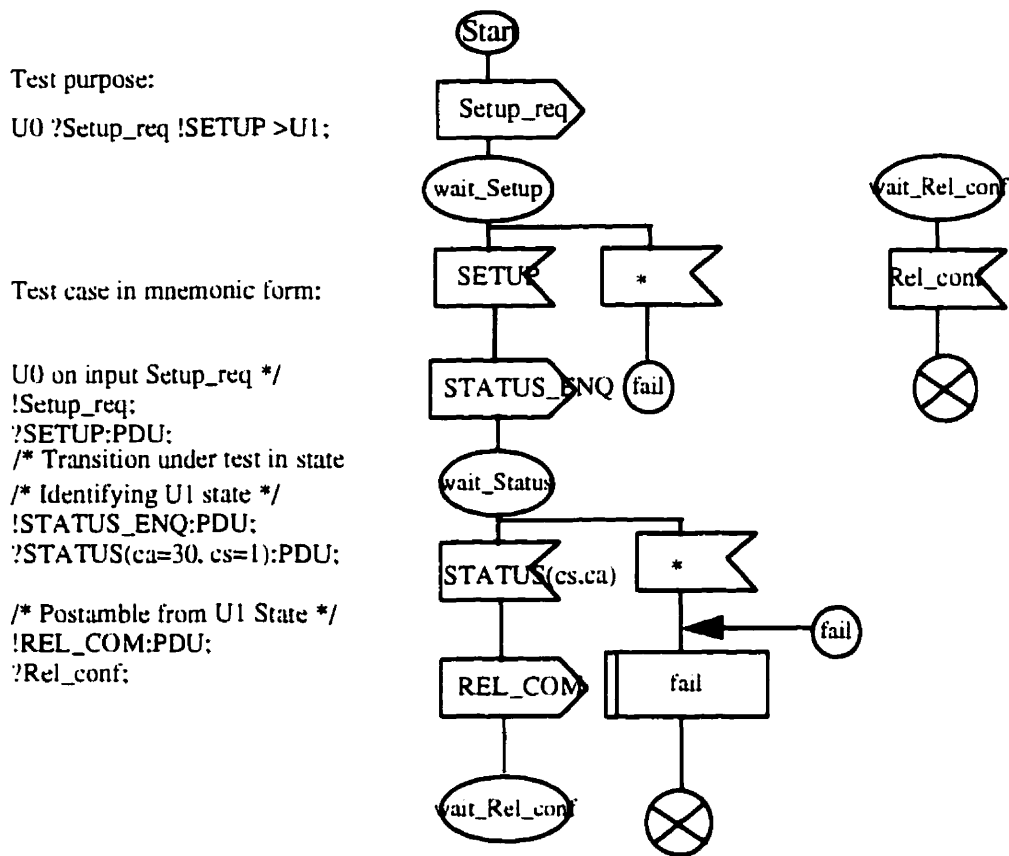 Start
Test purpose:
Setup_req
U0 ?Setup_req !SETUP >U1;
wait_Setup
wait_Rel_conf
SETUP
*
Rel_conf
Test case in mnemonic form:
U0 on input Setup_req */
!Setup_req;
?SETUP:PDU;
/* Transition under test in state
/* Identifying U1 state */
!STATUS_ENQ:PDU;
?STATUS(ca=30, cs=1):PDU;
/* Postamble from U1 State */
!REL_COM:PDU;
?Rel_conf;
STATUS_ENQ
fail
wait_Status
STATUS(cs.ca)
*
fail
REL_COM
fail
wait_Rel_conf